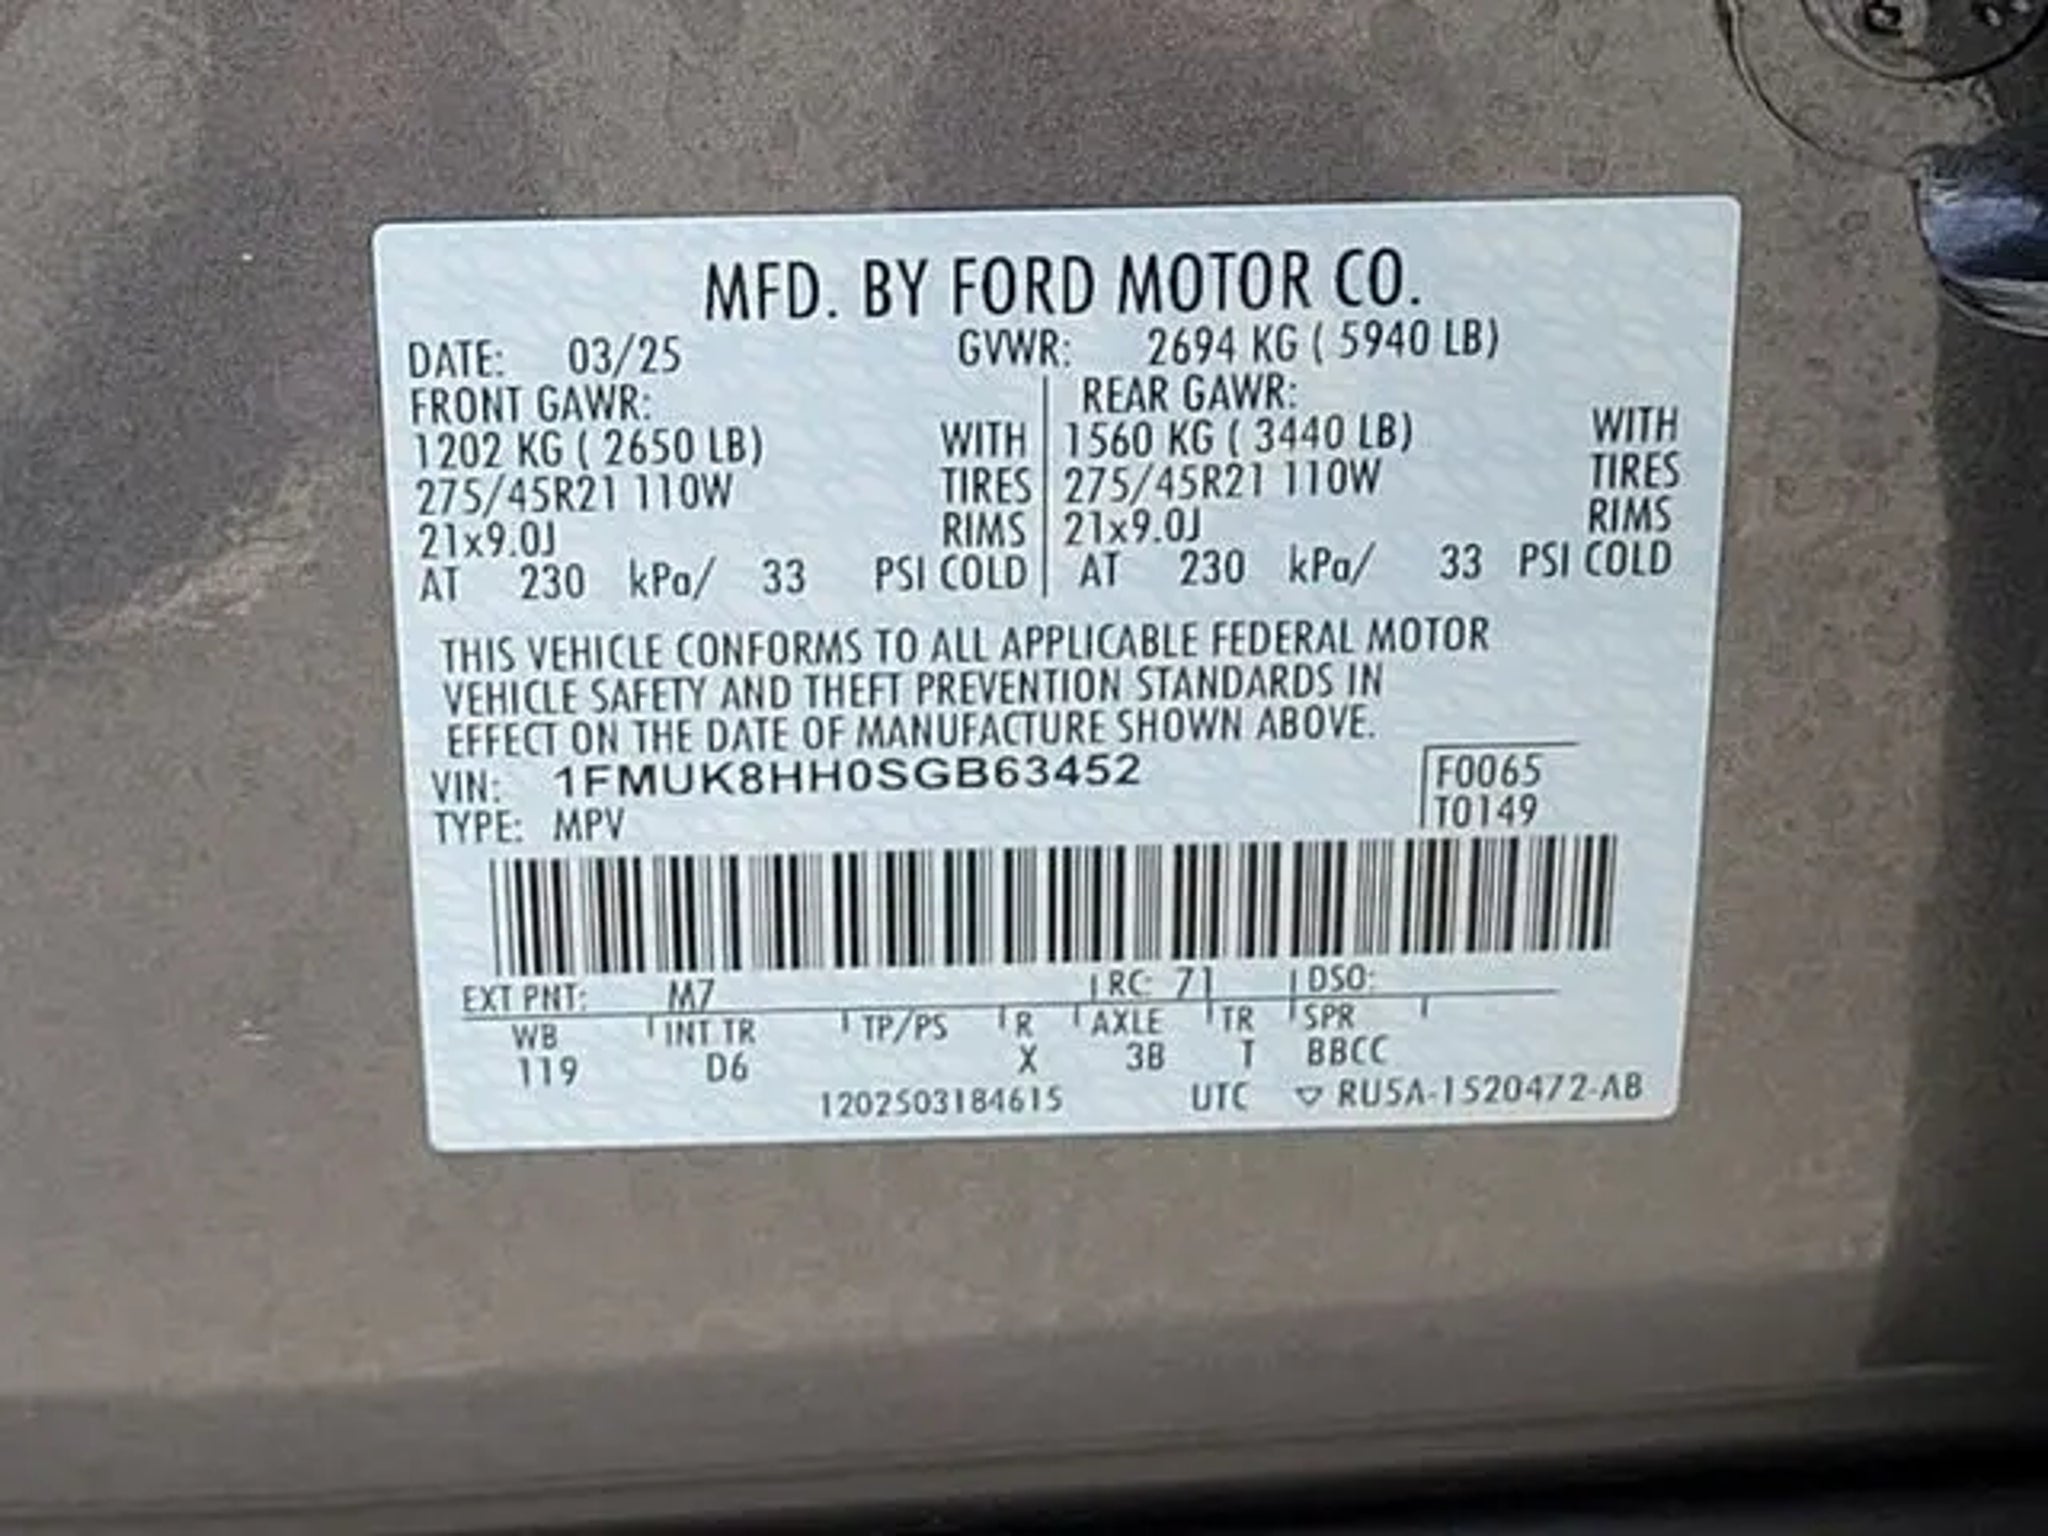 MFD. BY FORD MOTOR CO.
DATE: 03/25 GVWR: 2694 KG ( 5940 LB)
FRONT GAWR: REAR GAWR:
1202 KG ( 2650 LB) WITH 1560 KG ( 3440 LB) WITH
275/45R21 110W TIRES 275/45R21 110W TIRES
21x9.0J RIMS 21x9.0J RIMS
AT 230 kPa/ 33 PSI COLD AT 230 kPa/ 33 PSI COLD
THIS VEHICLE CONFORMS TO ALL APPLICABLE FEDERAL MOTOR
VEHICLE SAFETY AND THEFT PREVENTION STANDARDS IN
EFFECT ON THE DATE OF MANUFACTURE SHOWN ABOVE.
VIN: 1FMUK8HH0SGB63452 F0065
TYPE: MPV T0149
EXT PNT: M7 RC: 71 DSO:
WB INT TR TP/PS R AXLE TR SPR
119 D6 X 3B T BBCC
1202503184615 UTC ▽ RU5A-1520472-AB